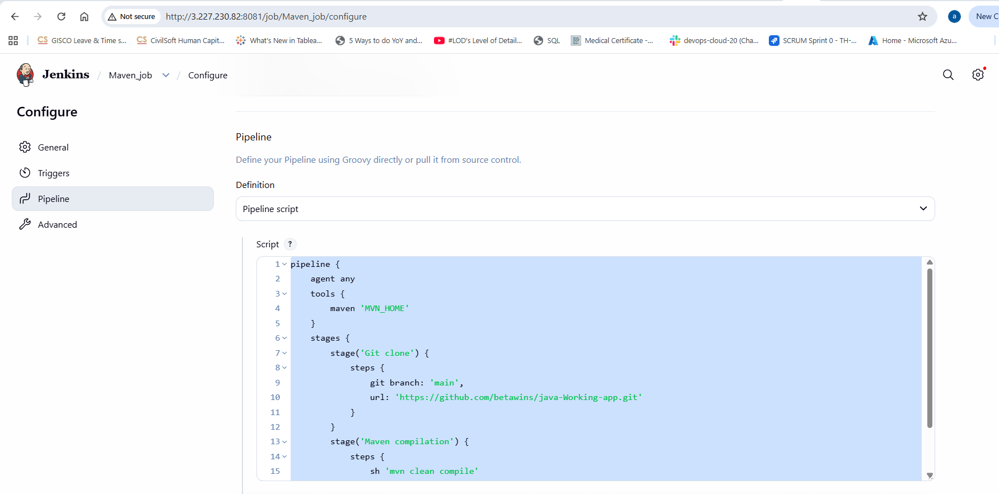 Not secure http://3.227.230.82:8081/job/Maven_job/configure a New C
CS GISCO Leave & Time s... CS CivilSoft Human Capit... What's New in Tablea... 5 Ways to do YoY and... #LOD's Level of Detail... SQL Medical Certificate -... devops-cloud-20 (Cha... SCRUM Sprint 0 - TH-... Home - Microsoft Azu...
Jenkins / Maven_job / Configure
Configure
General
Triggers
Pipeline
Advanced
Pipeline
Define your Pipeline using Groovy directly or pull it from source control.
Definition
Pipeline script
Script ?
1 pipeline {
2 agent any
3 tools {
4 maven 'MVN_HOME'
5 }
6 stages {
7 stage('Git clone') {
8 steps {
9 git branch: 'main',
10 url: 'https://github.com/betawins/java-Working-app.git'
11 }
12 }
13 stage('Maven compilation') {
14 steps {
15 sh 'mvn clean compile'